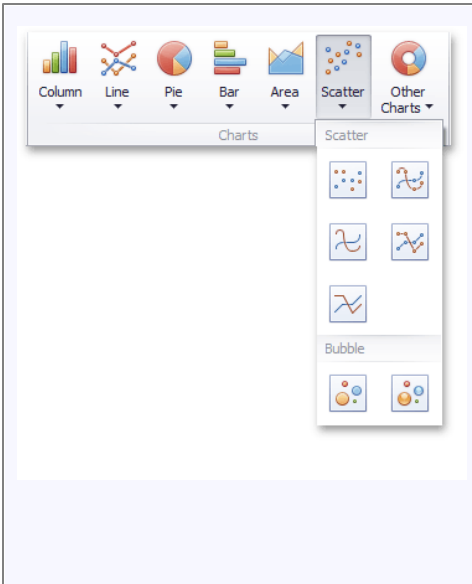 Column Line Pie Bar Area Scatter Other
Charts
Charts
Scatter
Bubble